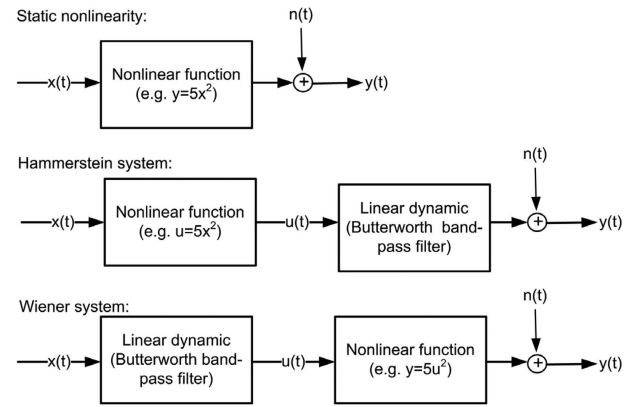 Static nonlinearity:
n(t)
x(t)
Nonlinear function
(e.g. y=5x²)
+
y(t)
Hammerstein system:
n(t)
x(t)
Nonlinear function
(e.g. u=5x²)
u(t)
Linear dynamic
(Butterworth band-
pass filter)
+
y(t)
Wiener system:
n(t)
x(t)
Linear dynamic
(Butterworth band-
pass filter)
u(t)
Nonlinear function
(e.g. y=5u²)
+
y(t)